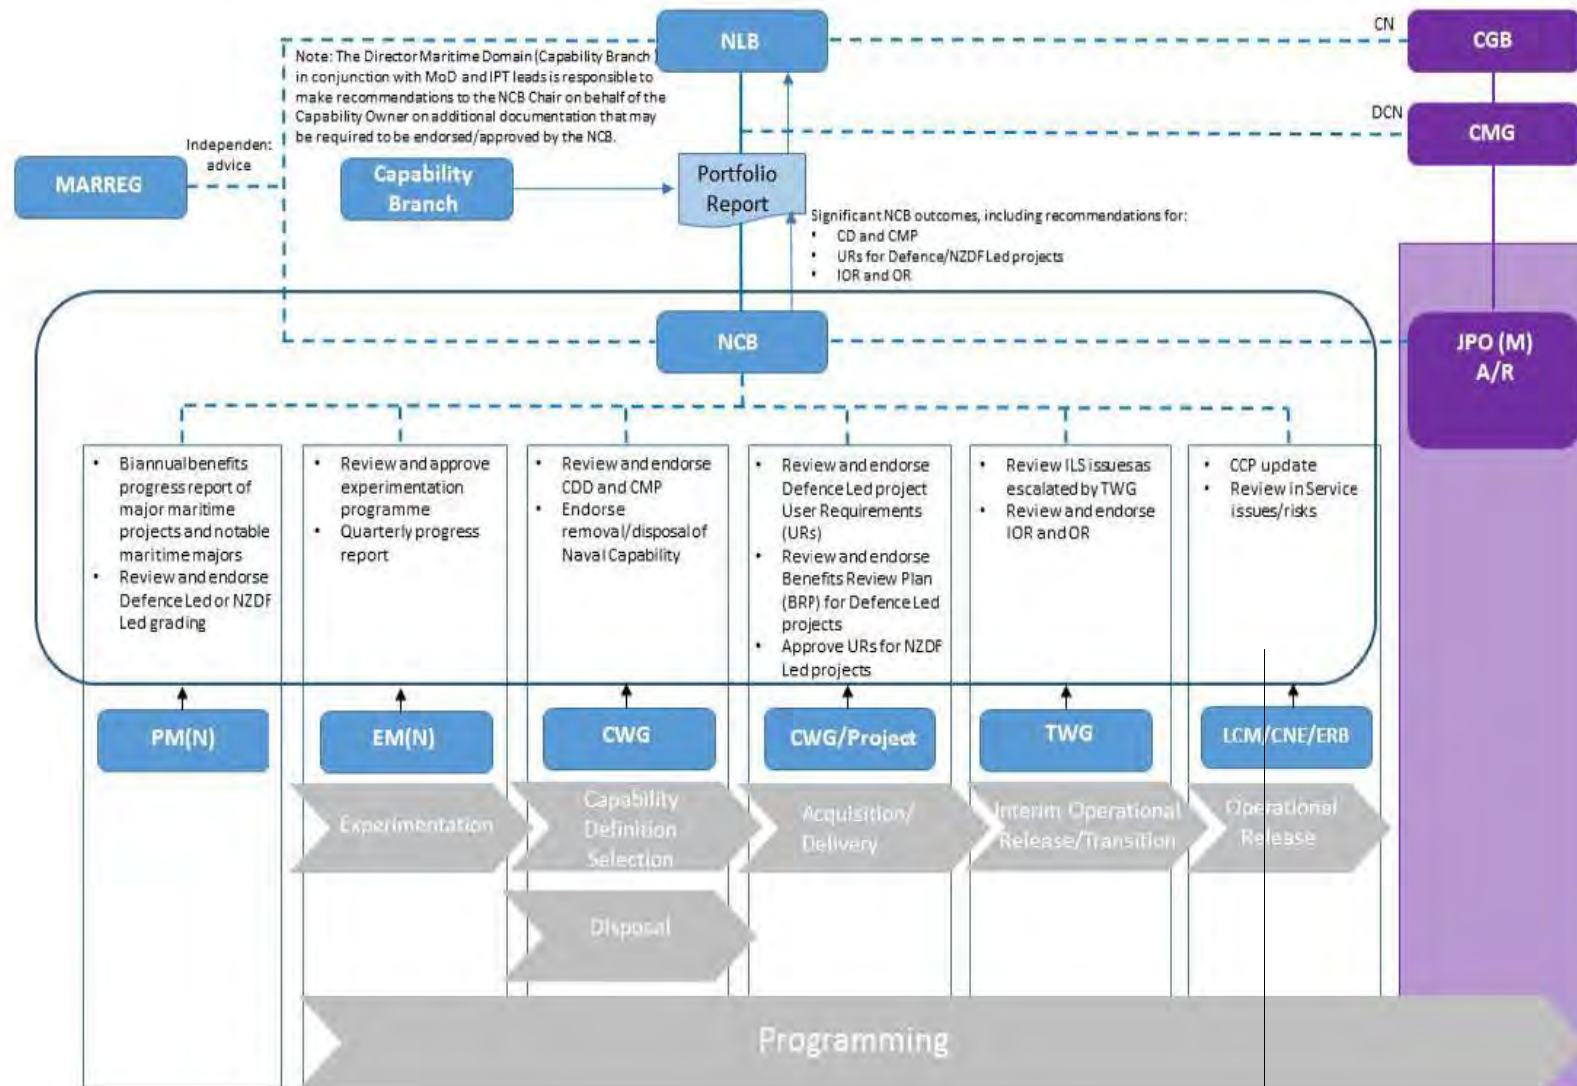 NLB
CN
CGB
Note: The Director Maritime Domain (Capability Branch )
in conjunction with MoD and IPT leads is responsible to
make recommendations to the NCB Chair on behalf of the
Capability Owner on additional documentation that may
be required to be endorsed/approved by the NCB.
DCN
CMG
Independent
advice
MARREG
Capability
Branch
Portfolio
Report
Significant NCB outcomes, including recommendations for:
• CD and CMP
• URs for Defence/NZDF Led projects
• IOR and OR
NCB
JPO (M)
A/R
• Biannual benefits
progress report of
major maritime
projects and notable
maritime majors
• Review and endorse
Defence Led or NZDF
Led grading
• Review and approve
experimentation
programme
• Quarterly progress
report
• Review and endorse
CDD and CMP
• Endorse
removal/disposal of
Naval Capability
• Review and endorse
Defence Led project
User Requirements
(URs)
• Review and endorse
Benefits Review Plan
(BRP) for Defence Led
projects
• Approve URs for NZDF
Led projects
• Review ILS issues as
escalated by TWG
• Review and endorse
IOR and OR
• CCP update
• Review in Service
issues/risks
PM(N)
EM(N)
CWG
CWG/Project
TWG
LCM/CNE/ERB
Experimentation
Capability
Definition
Selection
Acquisition/
Delivery
Interim Operational
Release/Transition
Operational
Release
Disposal
Programming